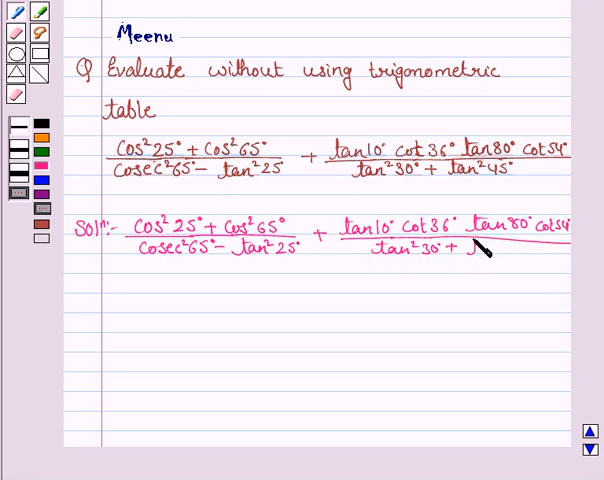 Meenu
Q Evaluate without using trigonometric
table
cos²25° + cos²65° / cosec²65° − tan²25° + tan10° cot36° tan80° cot54° / tan²30° + tan²45°
Solⁿ:- cos²25° + cos²65° / cosec²65° − tan²25° + tan10° cot36° tan80° cot54° / tan²30° +